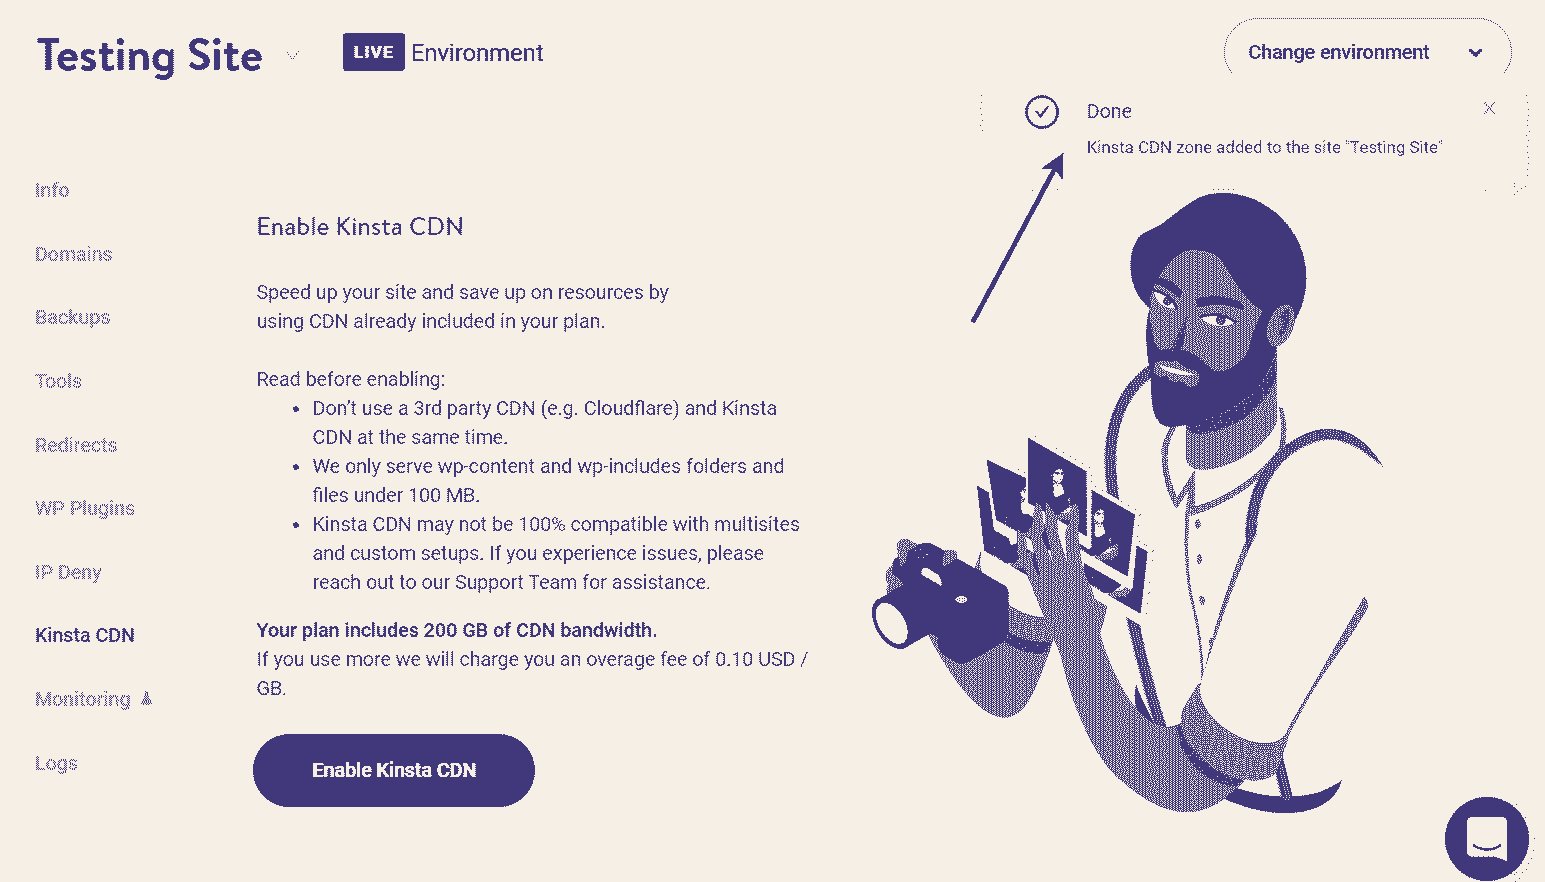 Testing Site
LIVE Environment
Change environment
Done
Kinsta CDN zone added to the site "Testing Site"
Info
Domains
Backups
Tools
Redirects
WP Plugins
IP Deny
Kinsta CDN
Monitoring
Logs
Enable Kinsta CDN
Speed up your site and save up on resources by
using CDN already included in your plan.
Read before enabling:
• Don't use a 3rd party CDN (e.g. Cloudflare) and Kinsta
CDN at the same time.
• We only serve wp-content and wp-includes folders and
files under 100 MB.
• Kinsta CDN may not be 100% compatible with multisites
and custom setups. If you experience issues, please
reach out to our Support Team for assistance.
Your plan includes 200 GB of CDN bandwidth.
If you use more we will charge you an overage fee of 0.10 USD /
GB.
Enable Kinsta CDN